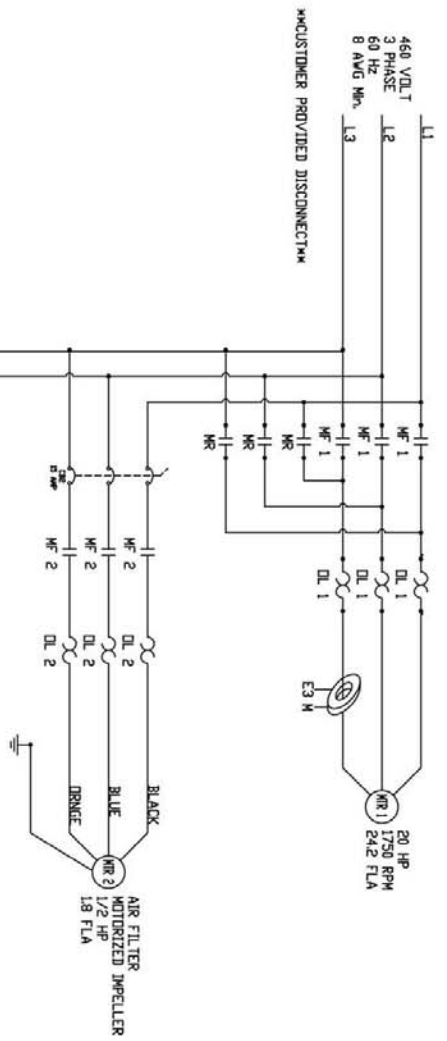 460 VOLT
3 PHASE
60 Hz
8 AWG Min.
L1
L2
L3
**CUSTOMER PROVIDED DISCONNECT**
MF 1
MF 1
MF 1
MR
MR
MR
OL 1
OL 1
OL 1
E3 M
MTR 1
20 HP
1750 RPM
24.2 FLA
CB2
15 AMP
MF 2
MF 2
MF 2
OL 2
OL 2
OL 2
BLACK
BLUE
ORNGE
MTR 2
AIR FILTER
MOTORIZED IMPELLER
1/2 HP
1.8 FLA